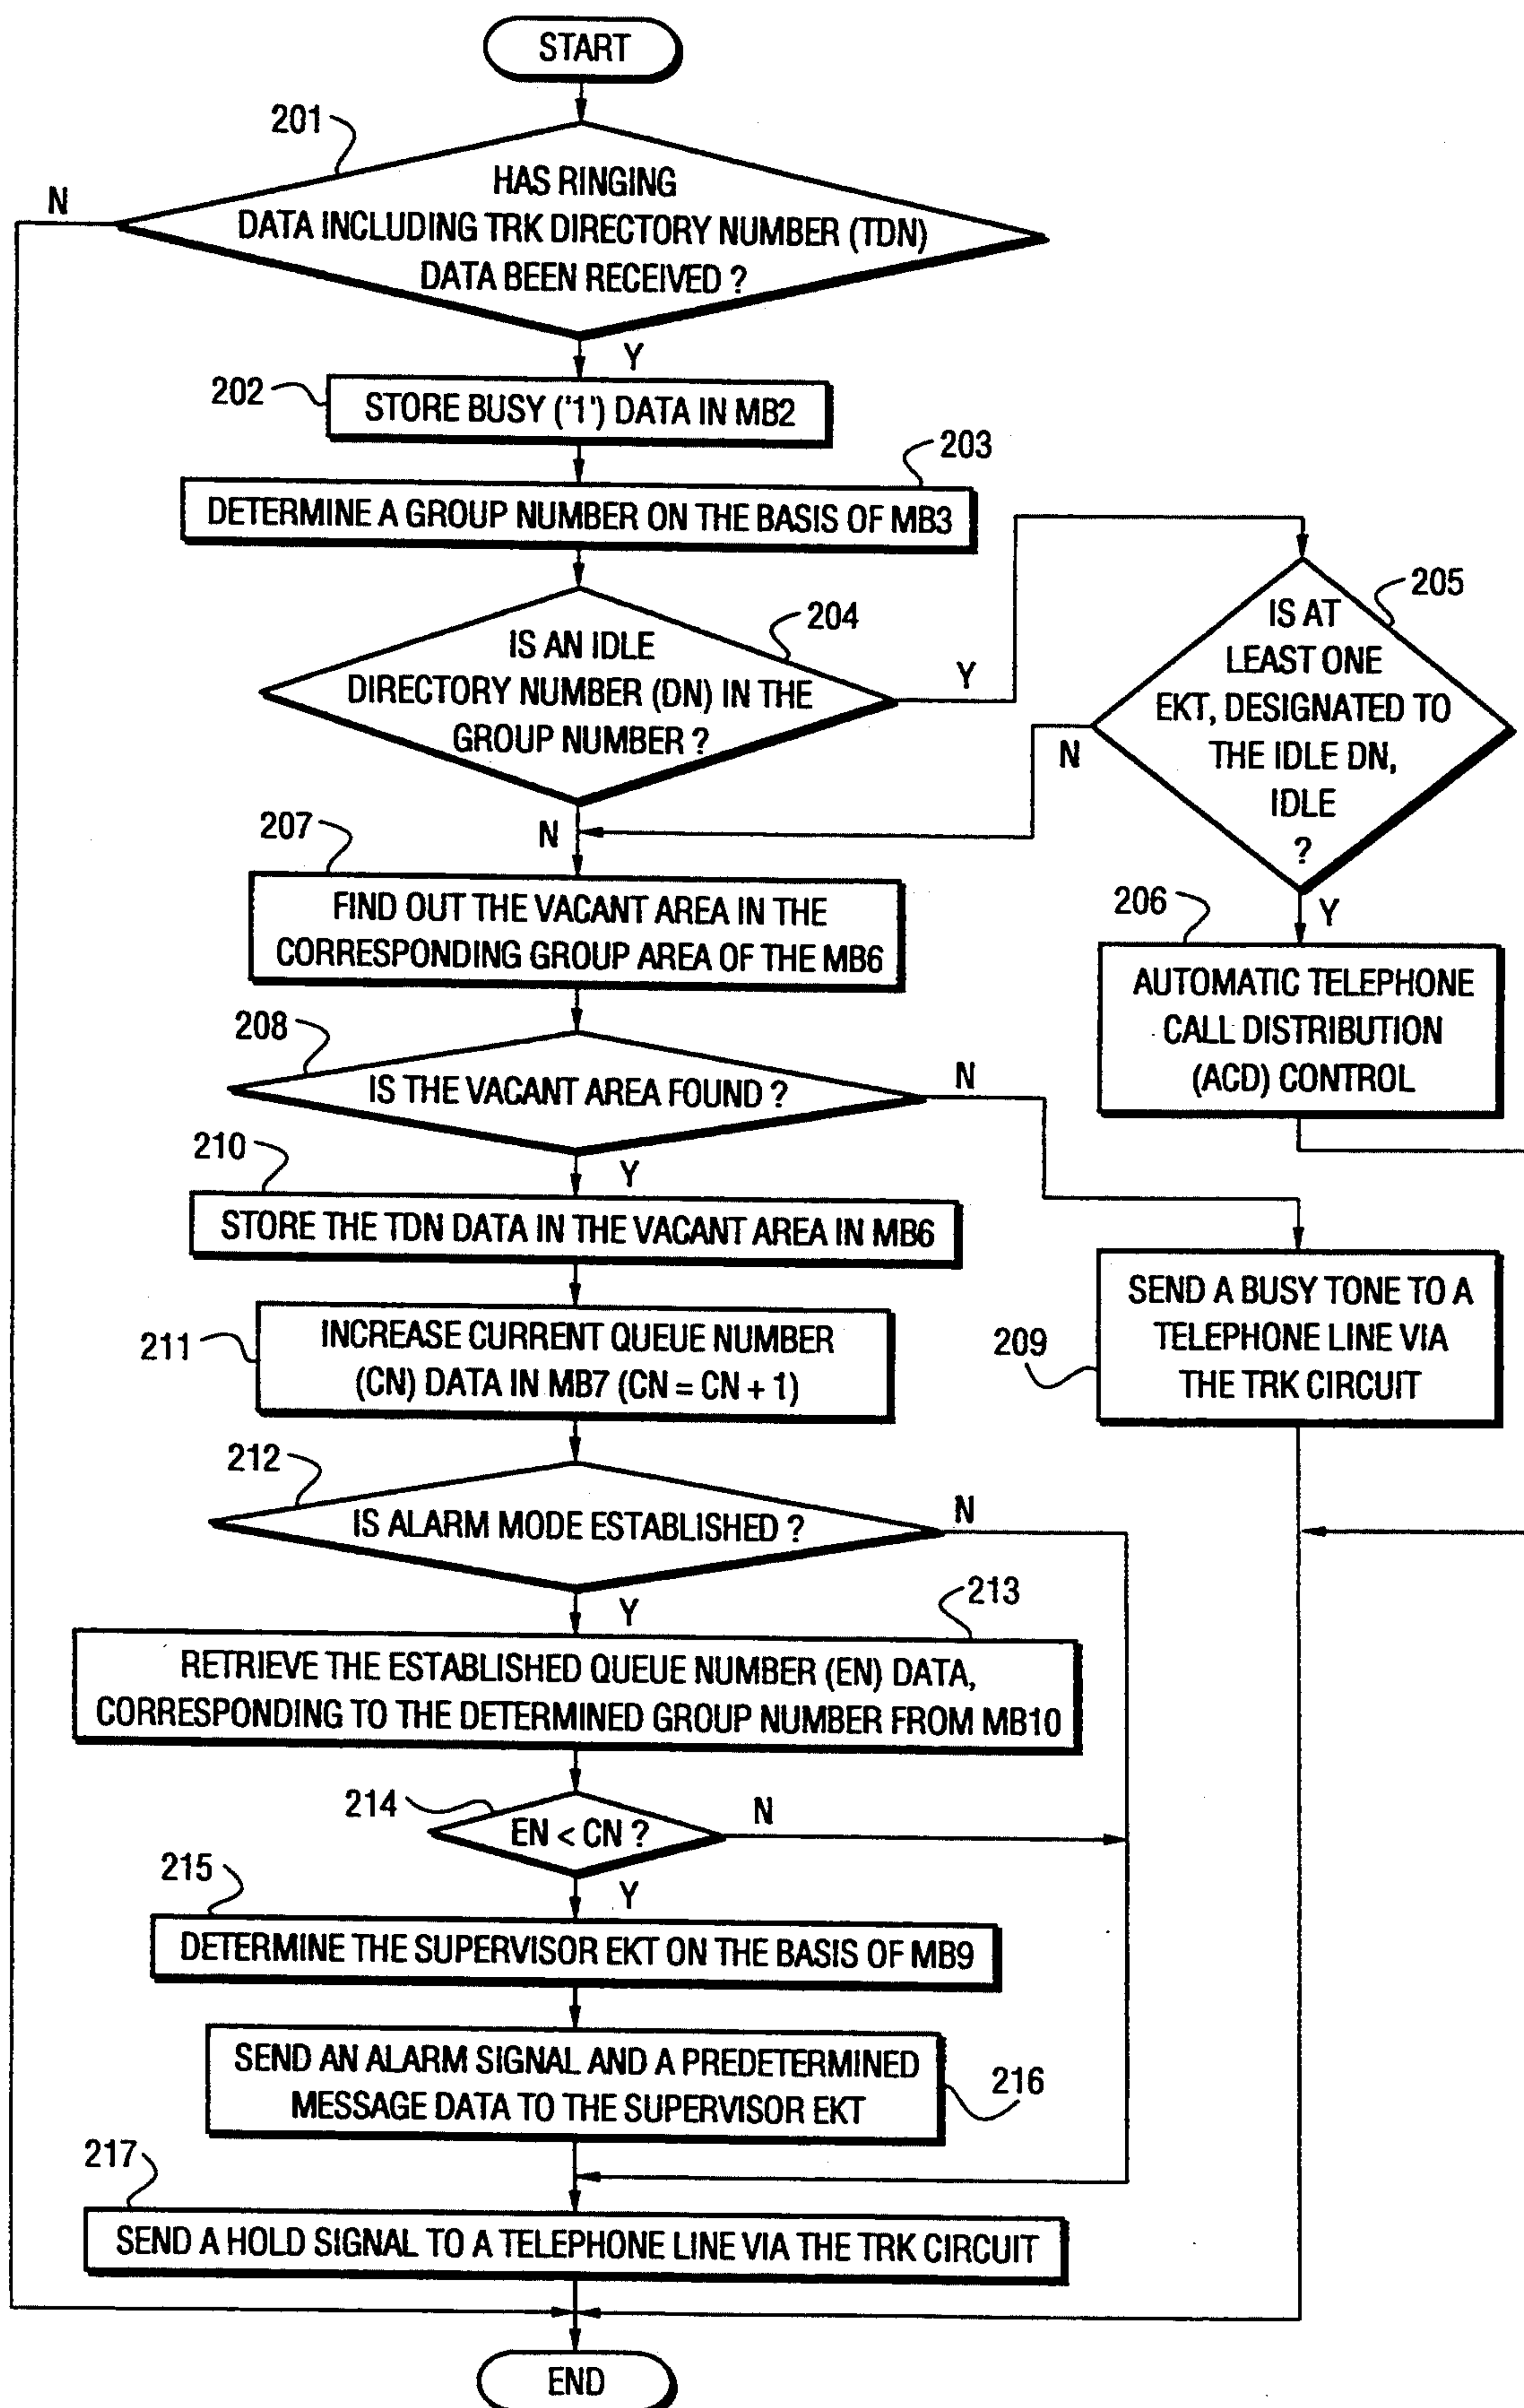 START
201
N
HAS RINGING
DATA INCLUDING TRK DIRECTORY NUMBER (TDN)
DATA BEEN RECEIVED ?
Y
202
STORE BUSY ('1') DATA IN MB2
203
DETERMINE A GROUP NUMBER ON THE BASIS OF MB3
204
IS AN IDLE
DIRECTORY NUMBER (DN) IN THE
GROUP NUMBER ?
Y
N
205
IS AT
LEAST ONE
EKT, DESIGNATED TO
THE IDLE DN,
IDLE
?
N
Y
206
AUTOMATIC TELEPHONE
CALL DISTRIBUTION
(ACD) CONTROL
207
FIND OUT THE VACANT AREA IN THE
CORRESPONDING GROUP AREA OF THE MB6
208
IS THE VACANT AREA FOUND ?
N
Y
209
SEND A BUSY TONE TO A
TELEPHONE LINE VIA
THE TRK CIRCUIT
210
STORE THE TDN DATA IN THE VACANT AREA IN MB6
211
INCREASE CURRENT QUEUE NUMBER
(CN) DATA IN MB7 (CN = CN + 1)
212
IS ALARM MODE ESTABLISHED ?
N
Y
213
RETRIEVE THE ESTABLISHED QUEUE NUMBER (EN) DATA,
CORRESPONDING TO THE DETERMINED GROUP NUMBER FROM MB10
214
EN < CN ?
N
Y
215
DETERMINE THE SUPERVISOR EKT ON THE BASIS OF MB9
SEND AN ALARM SIGNAL AND A PREDETERMINED
MESSAGE DATA TO THE SUPERVISOR EKT
216
217
SEND A HOLD SIGNAL TO A TELEPHONE LINE VIA THE TRK CIRCUIT
END